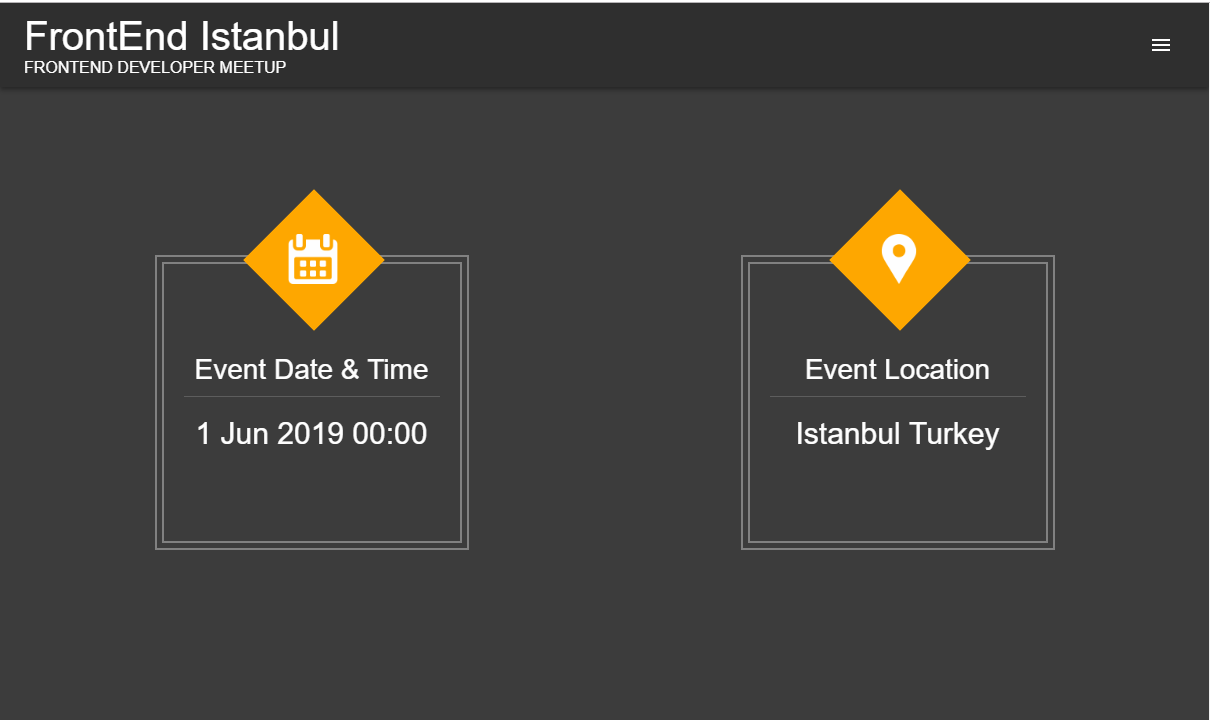 FrontEnd Istanbul
FRONTEND DEVELOPER MEETUP
Event Date & Time
1 Jun 2019 00:00
Event Location
Istanbul Turkey